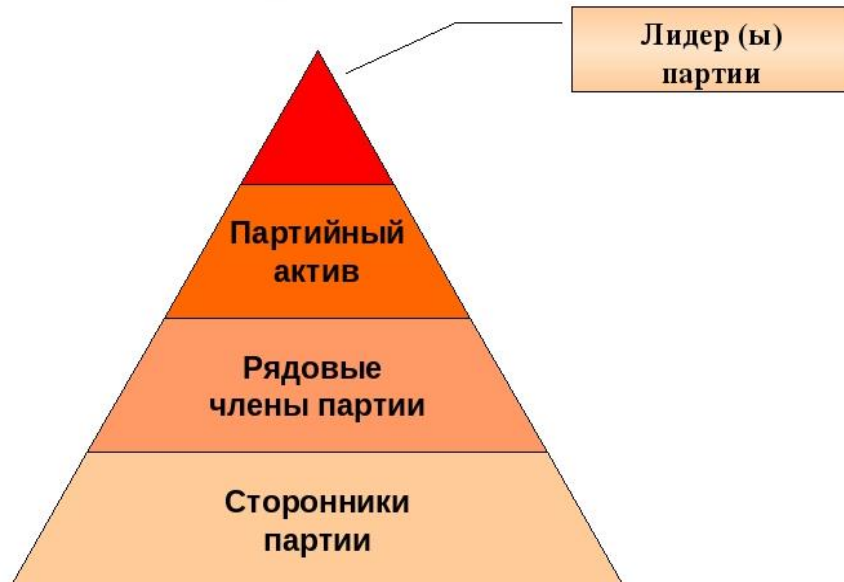 Лидер (ы)
партии
Партийный
актив
Рядовые
члены партии
Сторонники
партии